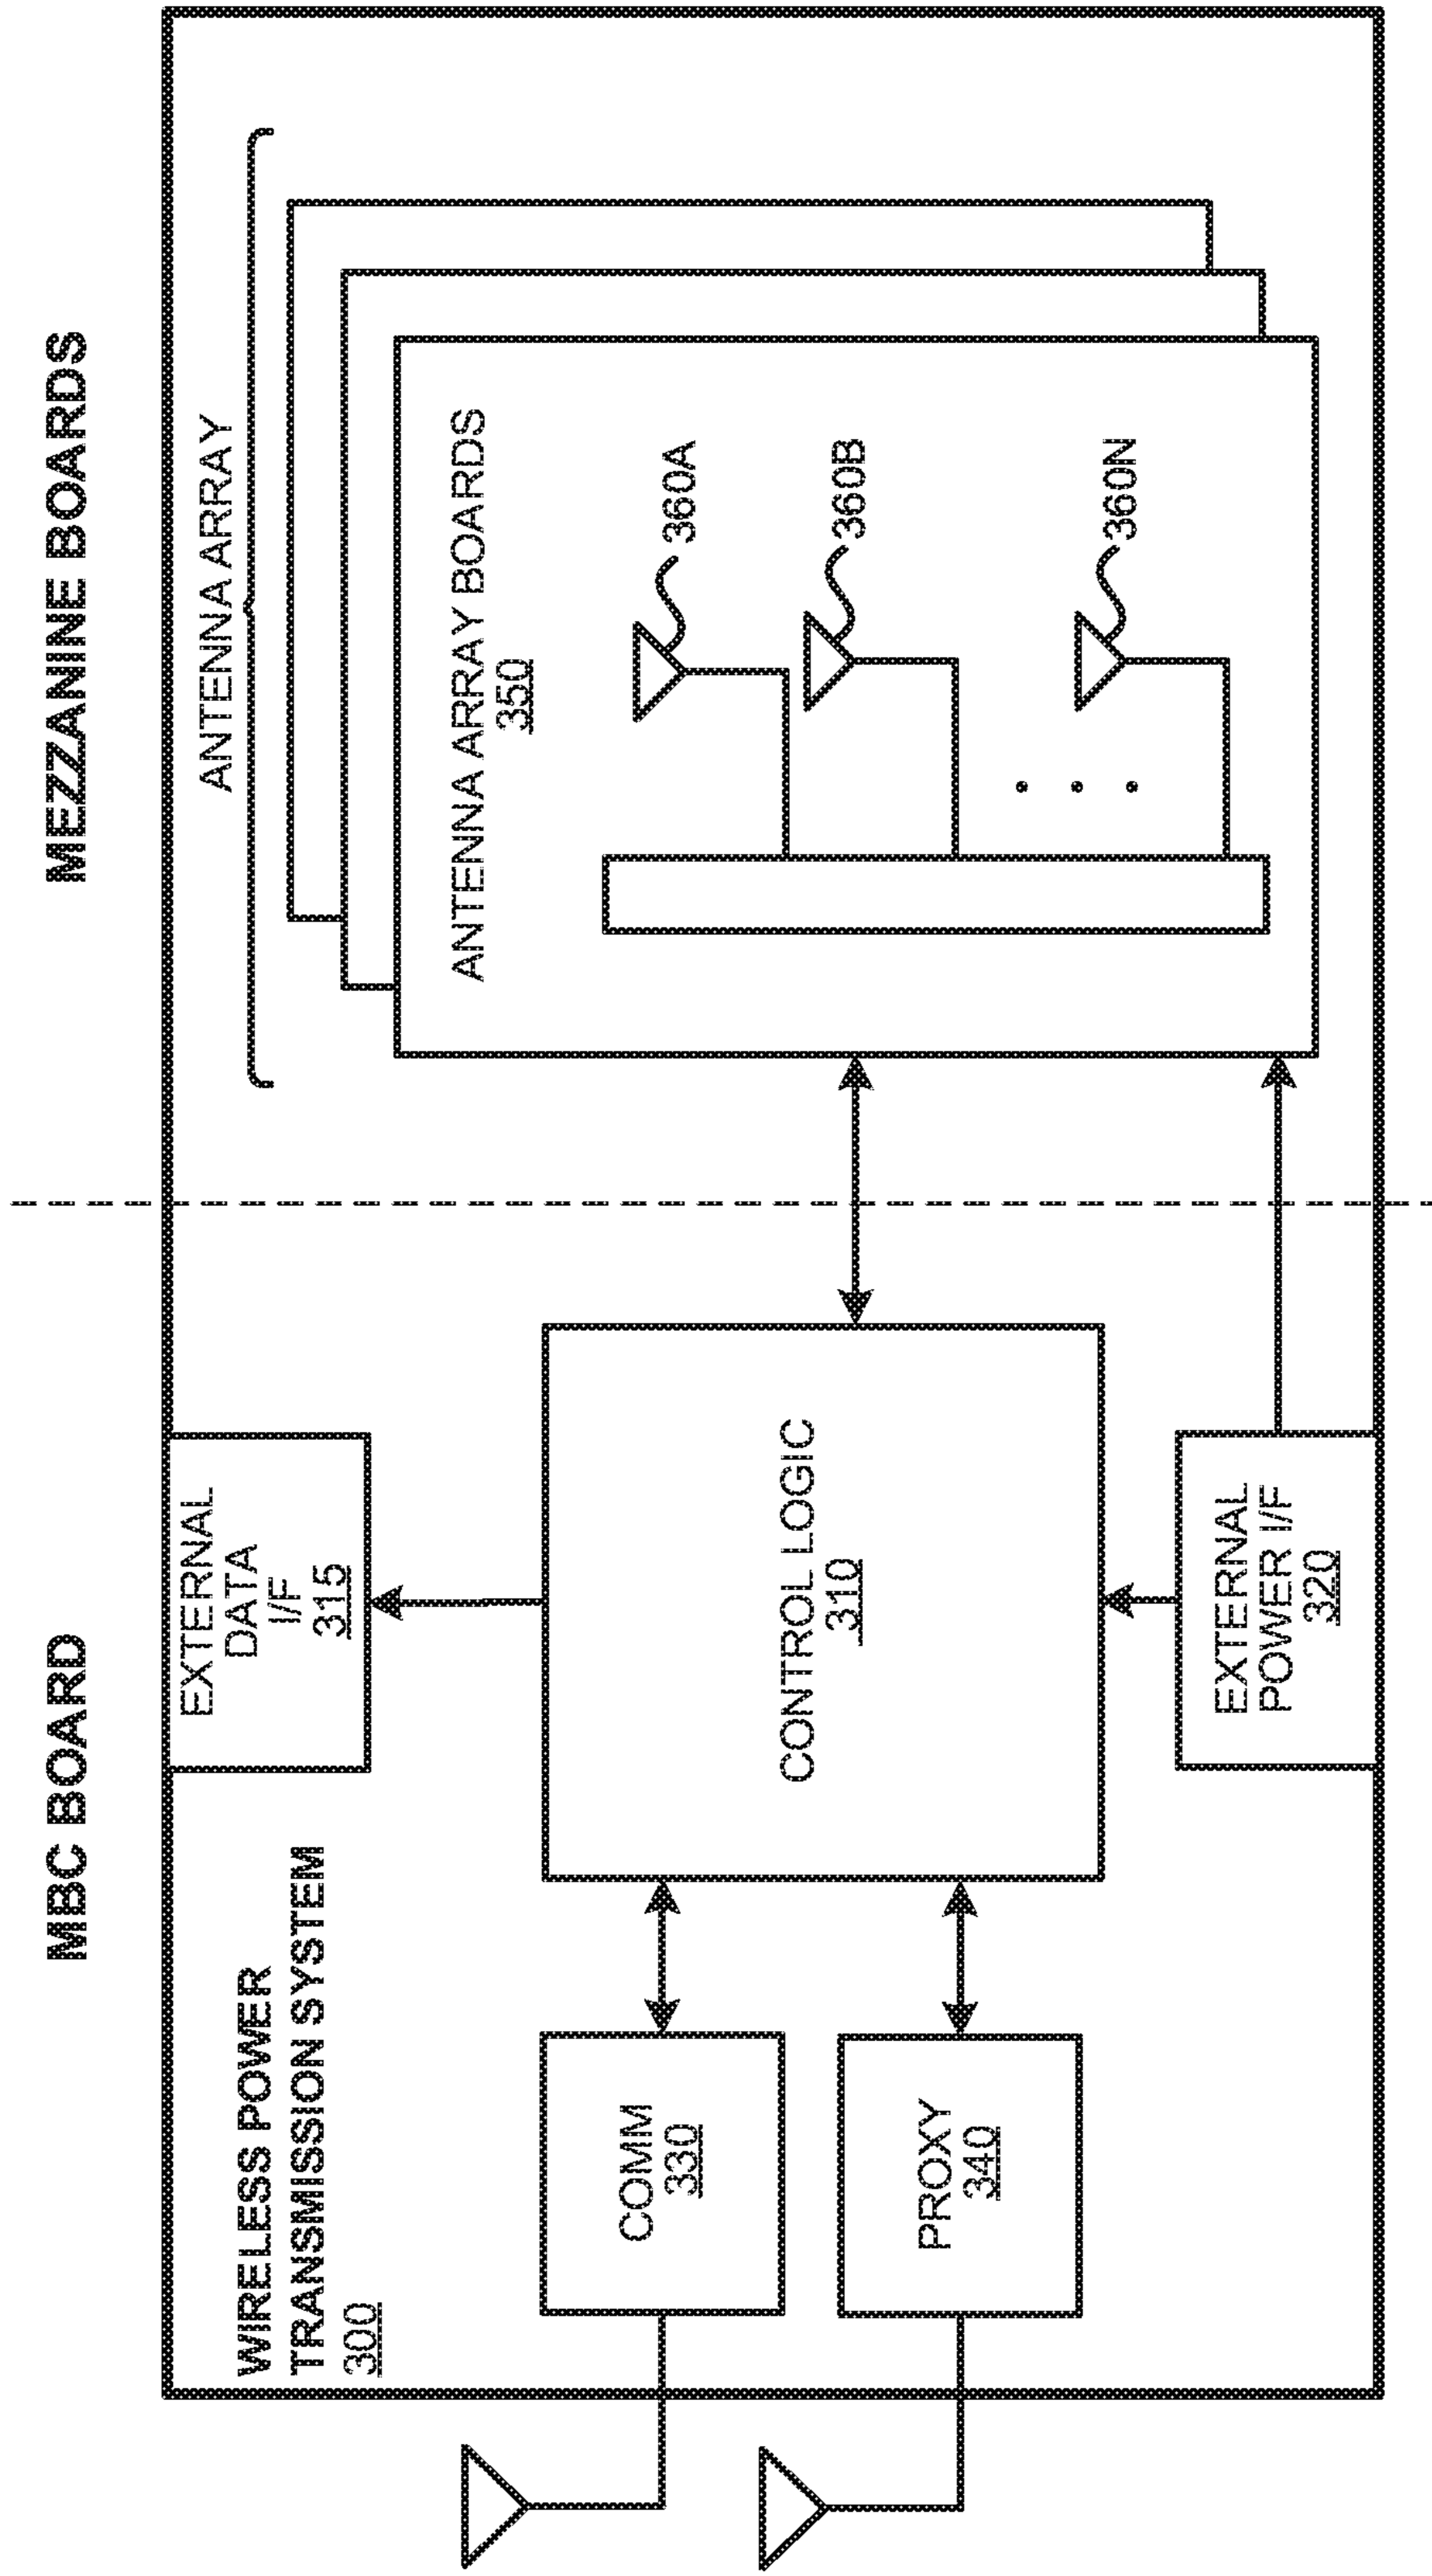 MBC BOARD
MEZZANINE BOARDS
WIRELESS POWER
TRANSMISSION SYSTEM
300
EXTERNAL
DATA
I/F
315
ANTENNA ARRAY
COMM
330
PROXY
340
CONTROL LOGIC
310
EXTERNAL
POWER I/F
320
ANTENNA ARRAY BOARDS
350
360A
360B
360N